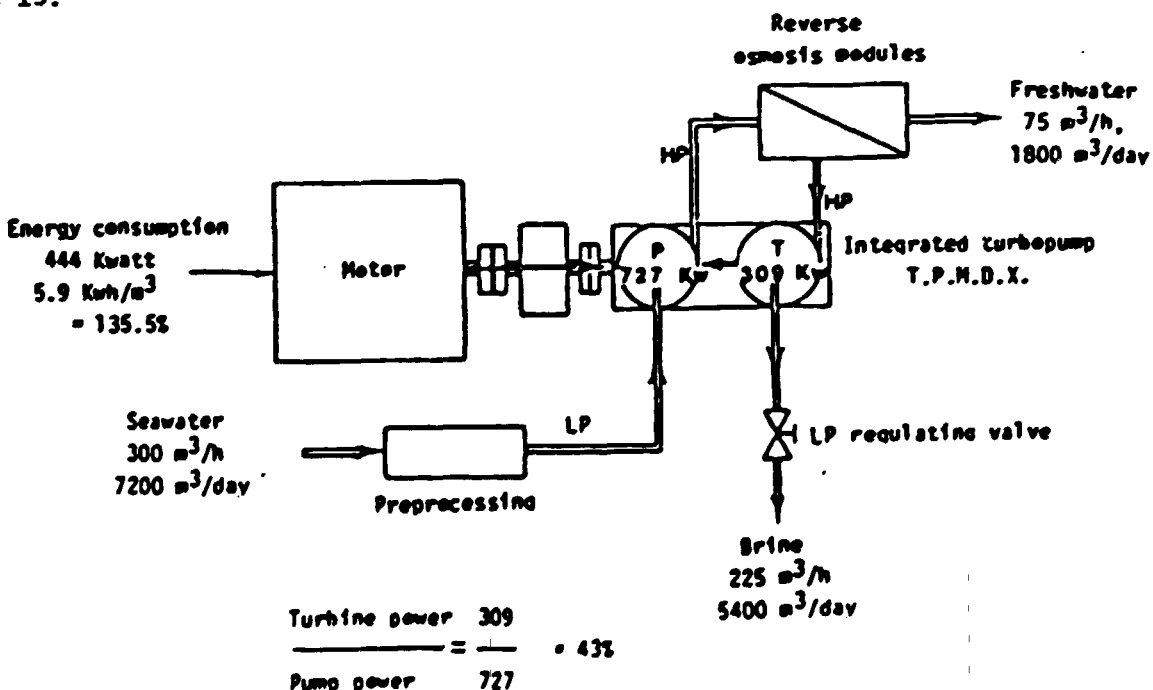 15.
Reverse
osmosis modules
Freshwater
75 m³/h,
1800 m³/day
HP
HP
Energy consumption
444 Kwatt
5.9 Kwh/m³
= 135.5%
Motor
P
727 Kw
T
309 Kw
Integrated turbopump
T.P.M.D.X.
Seawater
300 m³/h
7200 m³/day
LP
Preprocessing
LP regulating valve
Brine
225 m³/h
5400 m³/day
Turbine power 309
= = 43%
Pump power 727